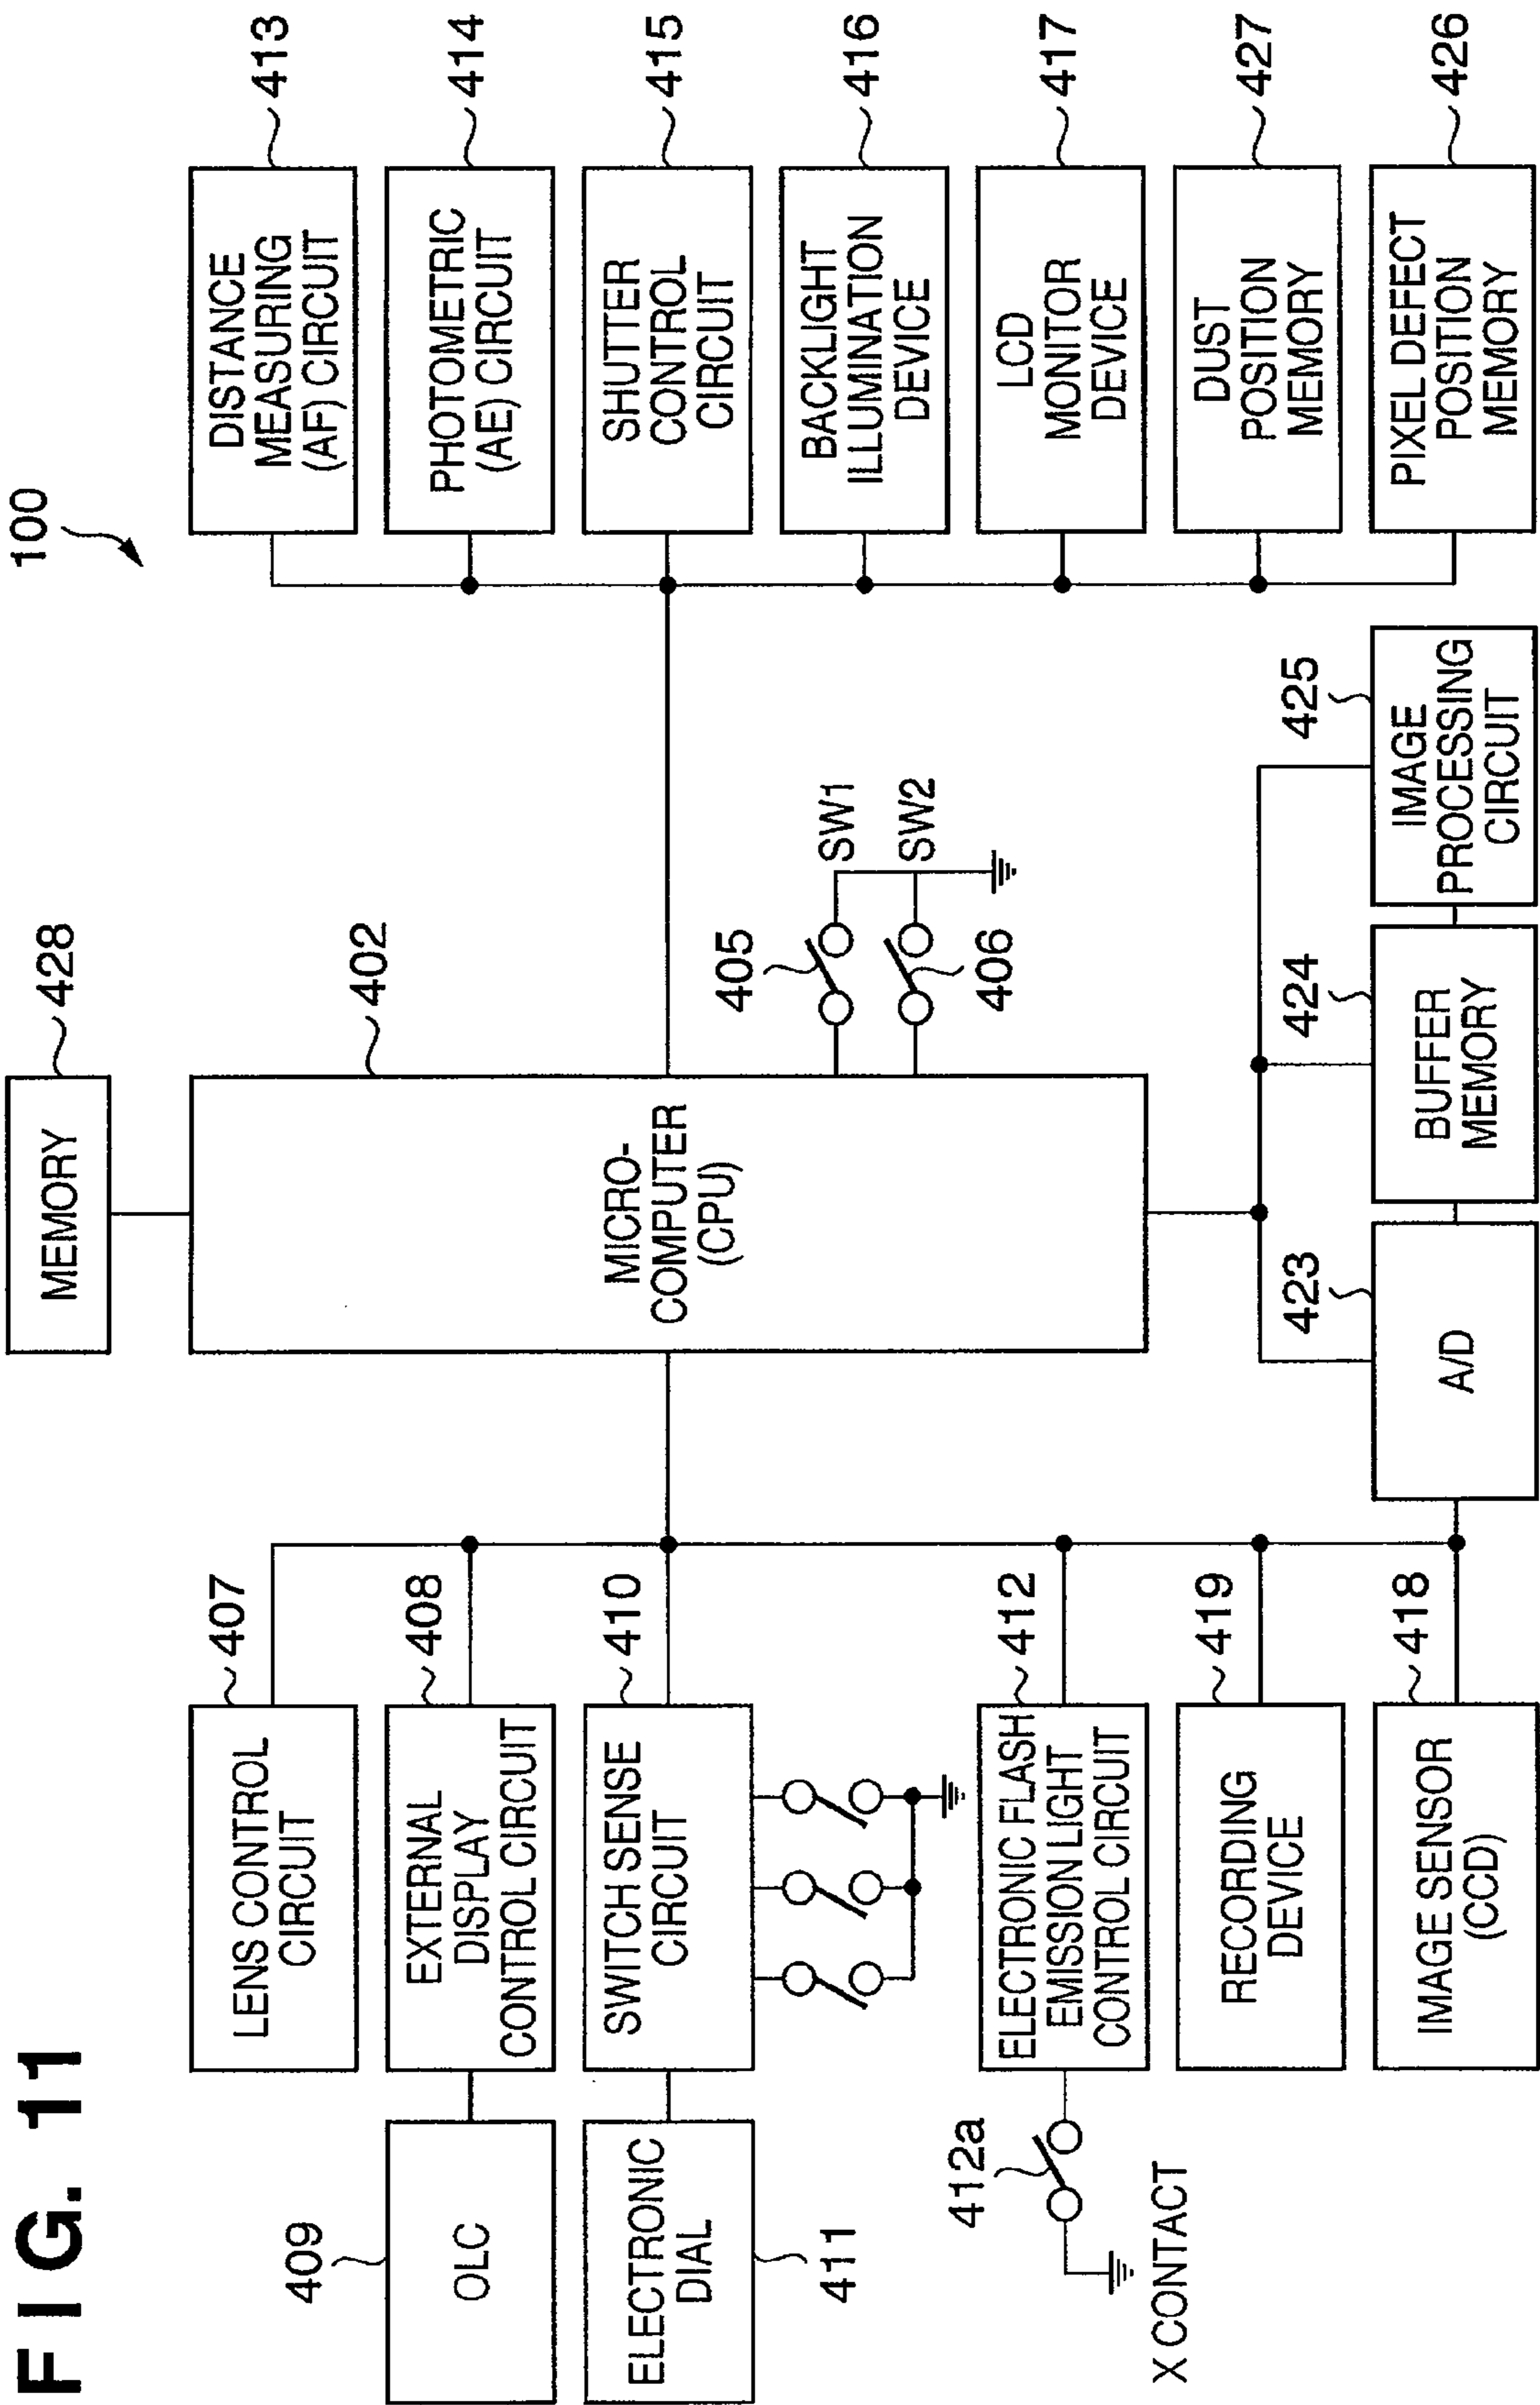 FIG. 11
100
MEMORY
428
LENS CONTROL
CIRCUIT
407
MICRO-
COMPUTER
(CPU)
402
DISTANCE
MEASURING
(AF) CIRCUIT
413
409
OLC
EXTERNAL
DISPLAY
CONTROL CIRCUIT
408
PHOTOMETRIC
(AE) CIRCUIT
414
ELECTRONIC
DIAL
411
SWITCH SENSE
CIRCUIT
410
SHUTTER
CONTROL
CIRCUIT
415
405
SW1
SW2
406
BACKLIGHT
ILLUMINATION
DEVICE
416
412a
X CONTACT
ELECTRONIC FLASH
EMISSION LIGHT
CONTROL CIRCUIT
412
LCD
MONITOR
DEVICE
417
RECORDING
DEVICE
419
DUST
POSITION
MEMORY
427
IMAGE SENSOR
(CCD)
418
423
A/D
424
BUFFER
MEMORY
425
IMAGE
PROCESSING
CIRCUIT
PIXEL DEFECT
POSITION
MEMORY
426